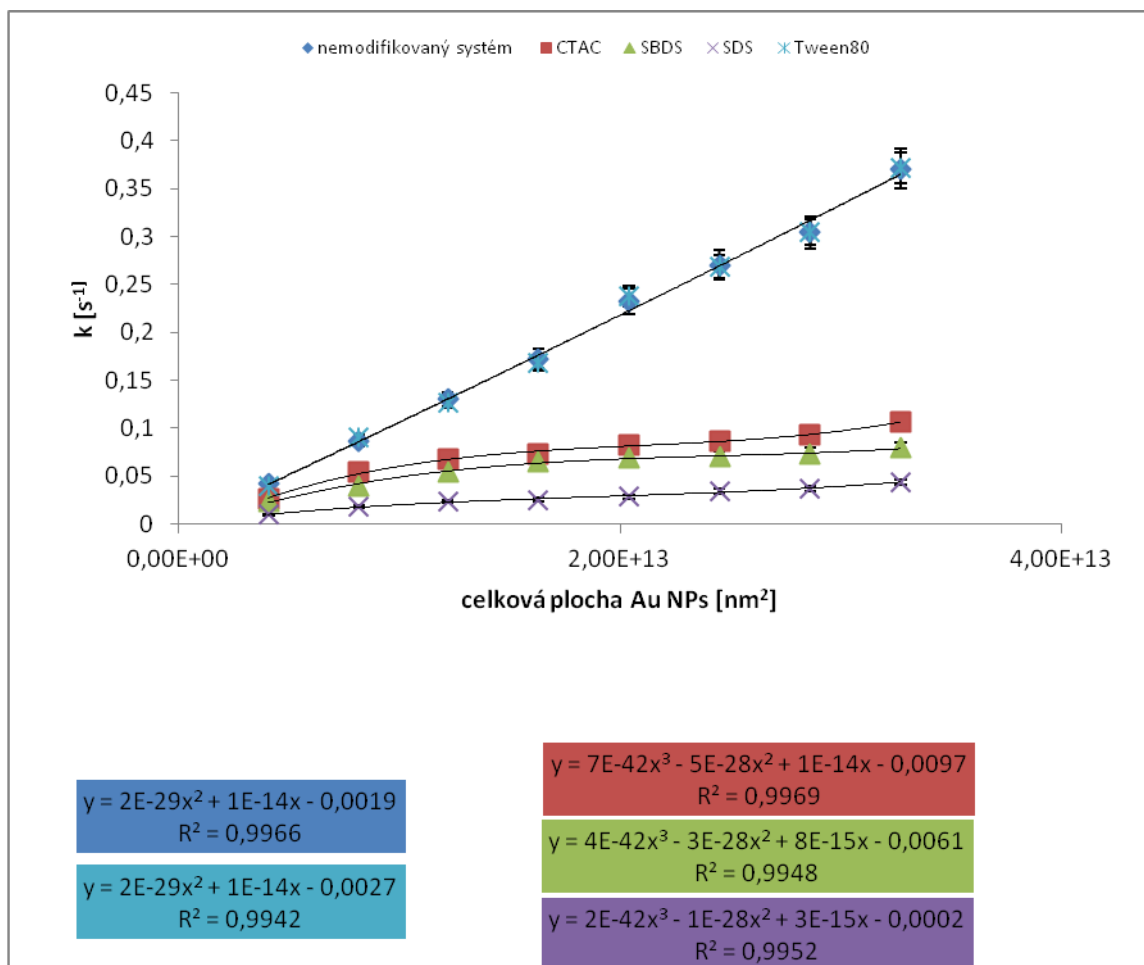 nemodifikovaný systém CTAC SBDS SDS Tween80
0,45
0,4
0,35
0,3
0,25
0,2
0,15
0,1
0,05
0
k [s⁻¹]
0,00E+00 2,00E+13 4,00E+13
celková plocha Au NPs [nm²]
y = 2E-29x² + 1E-14x - 0,0019
R² = 0,9966
y = 2E-29x² + 1E-14x - 0,0027
R² = 0,9942
y = 7E-42x³ - 5E-28x² + 1E-14x - 0,0097
R² = 0,9969
y = 4E-42x³ - 3E-28x² + 8E-15x - 0,0061
R² = 0,9948
y = 2E-42x³ - 1E-28x² + 3E-15x - 0,0002
R² = 0,9952